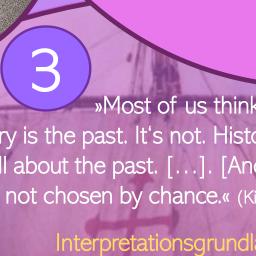 3
»Most of us think
ry is the past. It's not. Histo
ll about the past. […]. [And
not chosen by chance.« (Ki
Interpretationsgrundla